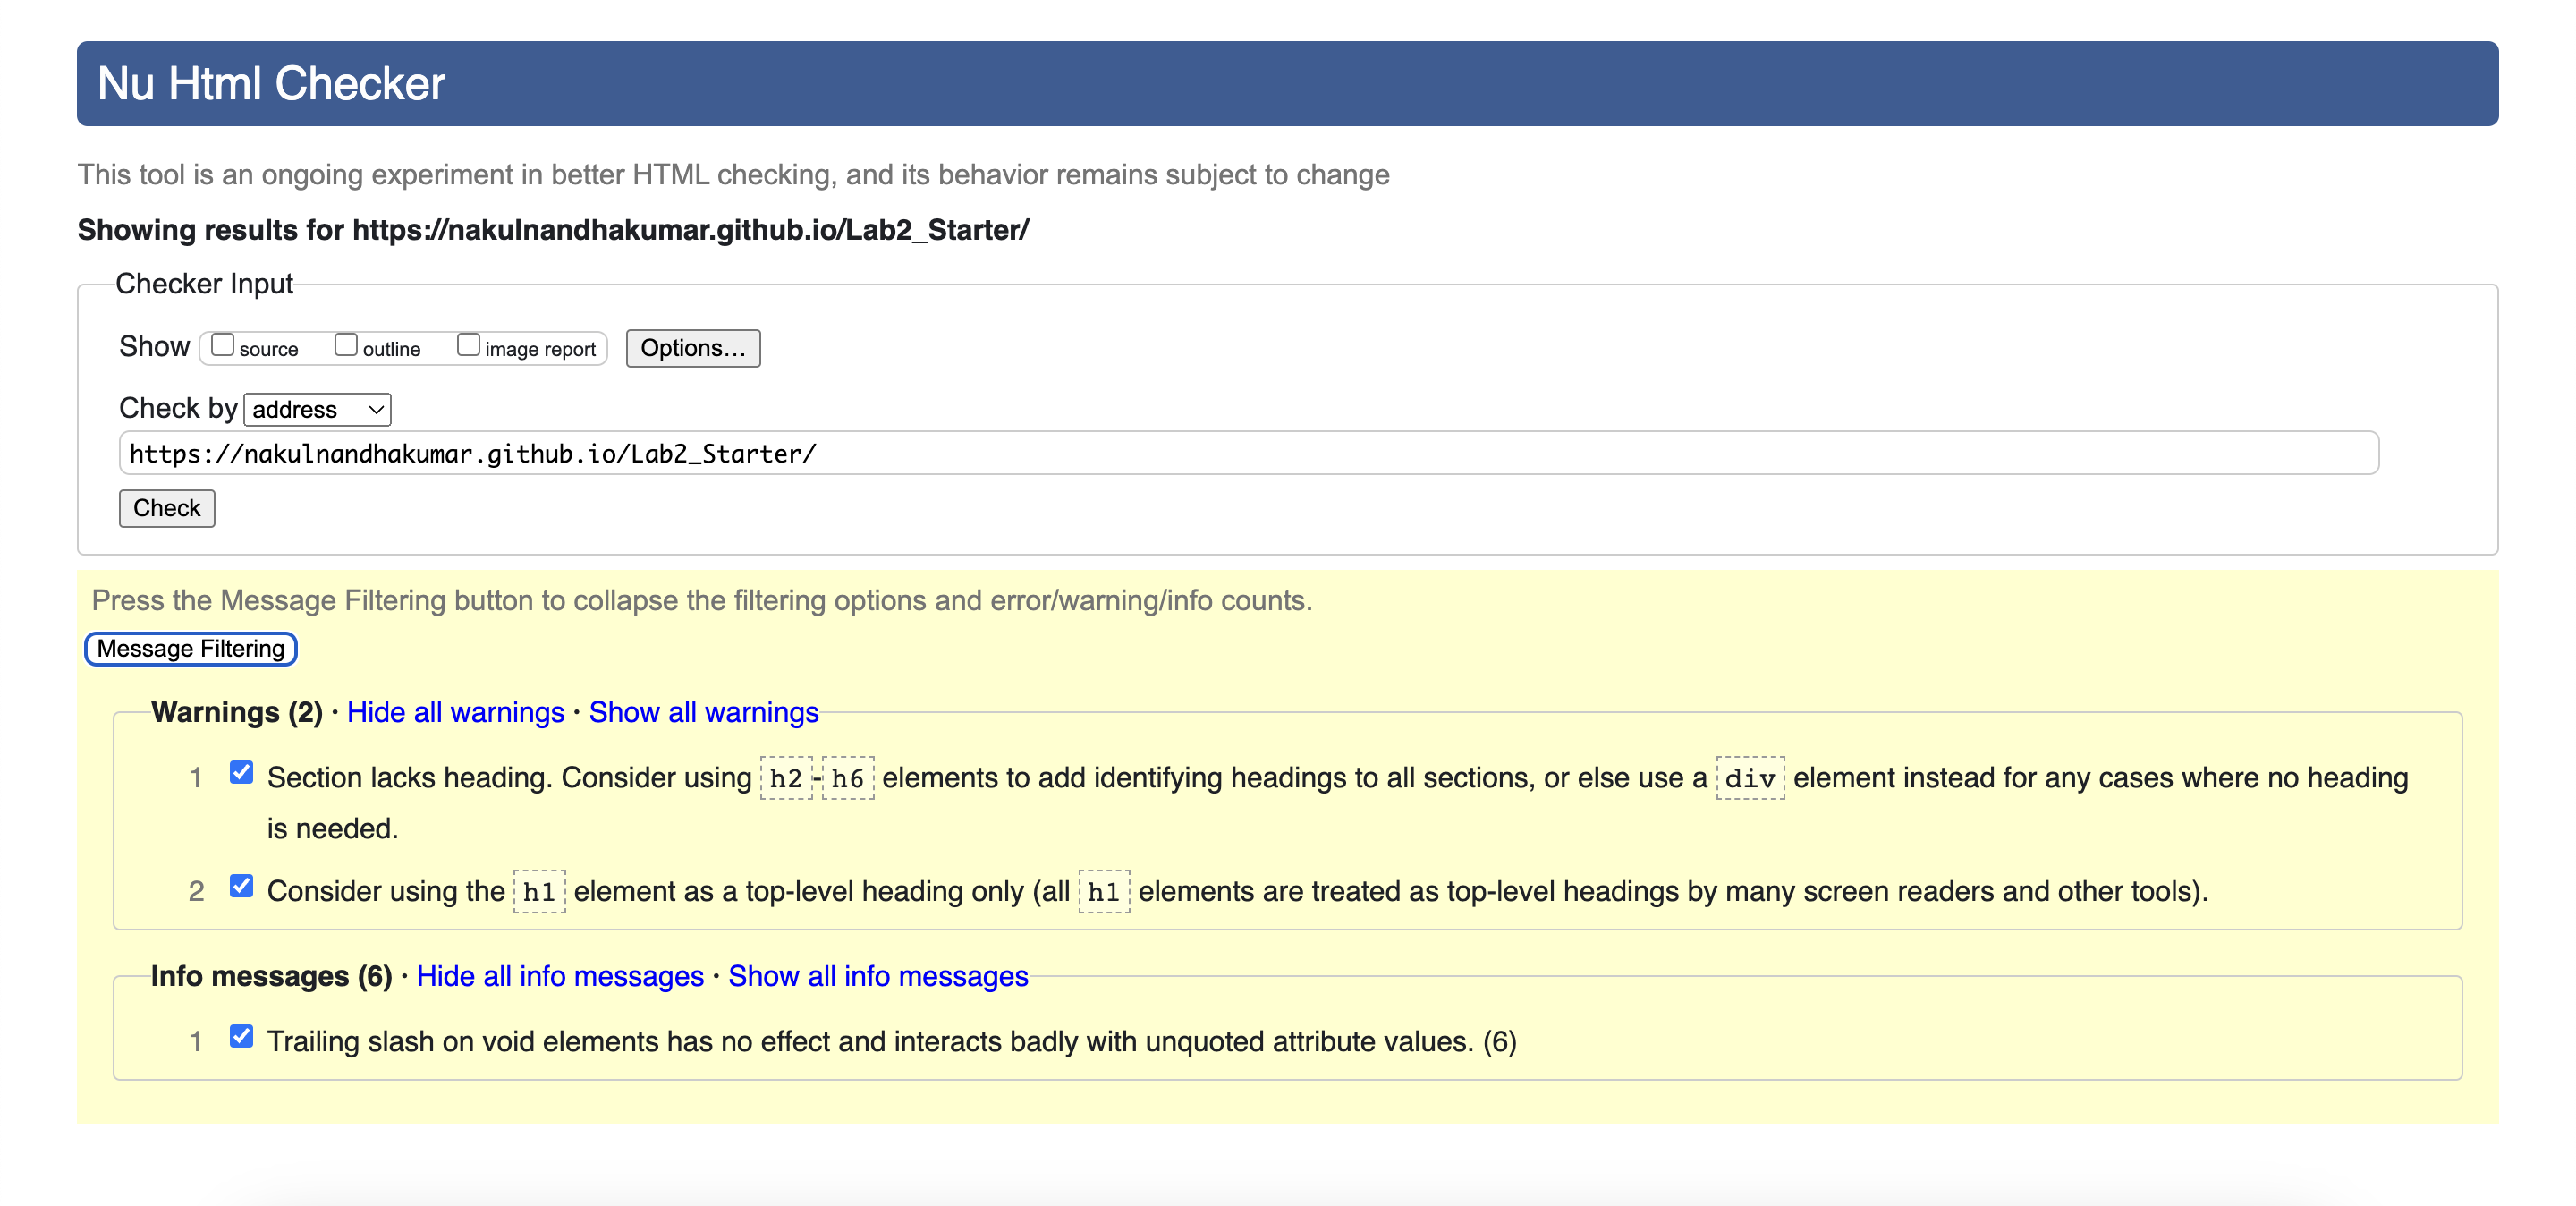 Nu Html Checker
This tool is an ongoing experiment in better HTML checking, and its behavior remains subject to change
Showing results for https://nakulnandhakumar.github.io/Lab2_Starter/
Checker Input
Show source outline image report Options...
Check by address
https://nakulnandhakumar.github.io/Lab2_Starter/
Check
Press the Message Filtering button to collapse the filtering options and error/warning/info counts.
Message Filtering
Warnings (2) · Hide all warnings · Show all warnings
1 Section lacks heading. Consider using h2-h6 elements to add identifying headings to all sections, or else use a div element instead for any cases where no heading
is needed.
2 Consider using the h1 element as a top-level heading only (all h1 elements are treated as top-level headings by many screen readers and other tools).
Info messages (6) · Hide all info messages · Show all info messages
1 Trailing slash on void elements has no effect and interacts badly with unquoted attribute values. (6)